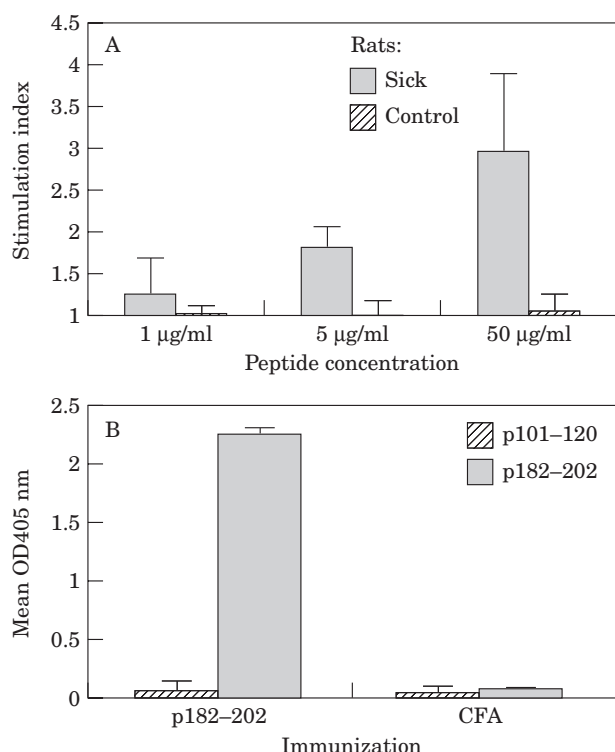 A
Rats:
Sick
Control
Stimulation index
4.5
4
3.5
3
2.5
2
1.5
1
1 µg/ml 5 µg/ml 50 µg/ml
Peptide concentration
B
p101–120
p182–202
Mean OD405 nm
2.5
2
1.5
1
0.5
0
p182–202 CFA
Immunization